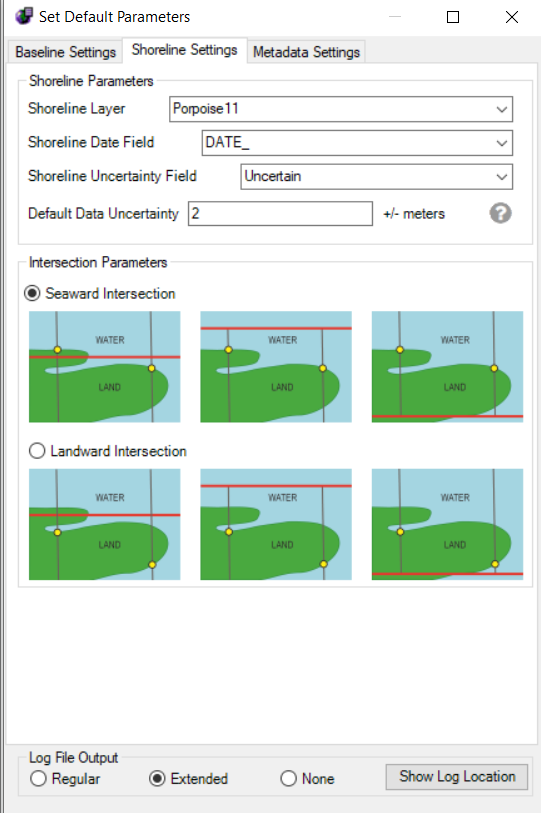 Set Default Parameters
Baseline Settings Shoreline Settings Metadata Settings
Shoreline Parameters
Shoreline Layer Porpoise11
Shoreline Date Field DATE_
Shoreline Uncertainty Field Uncertain
Default Data Uncertainty 2 +/- meters ?
Intersection Parameters
Seaward Intersection
WATER WATER WATER
LAND LAND LAND
Landward Intersection
WATER WATER WATER
LAND LAND LAND
Log File Output
Regular Extended None Show Log Location